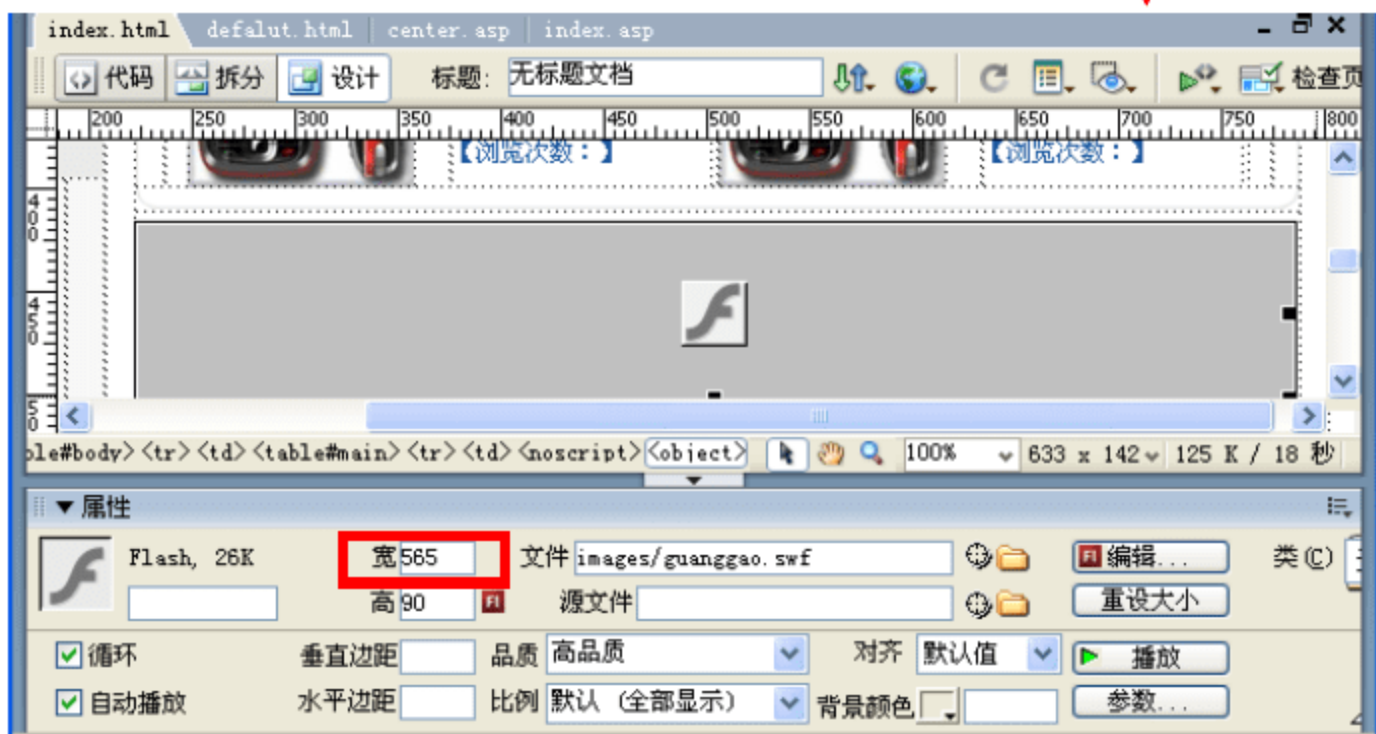 index.html defalut.html center.asp index.asp
代码 拆分 设计 标题: 无标题文档 检查页
200 250 300 350 400 450 500 550 600 650 700 750 800
【浏览次数：】 【浏览次数：】
400
450
50
ble#body> <tr> <td> <table#main> <tr> <td> <noscript> <object> 100% 633 x 142 125 K / 18 秒
属性
Flash, 26K 宽 565 文件 images/guanggao.swf 编辑... 类(C)
高 90 源文件 重设大小
循环 垂直边距 品质 高品质 对齐 默认值 播放
自动播放 水平边距 比例 默认 (全部显示) 背景颜色 参数...